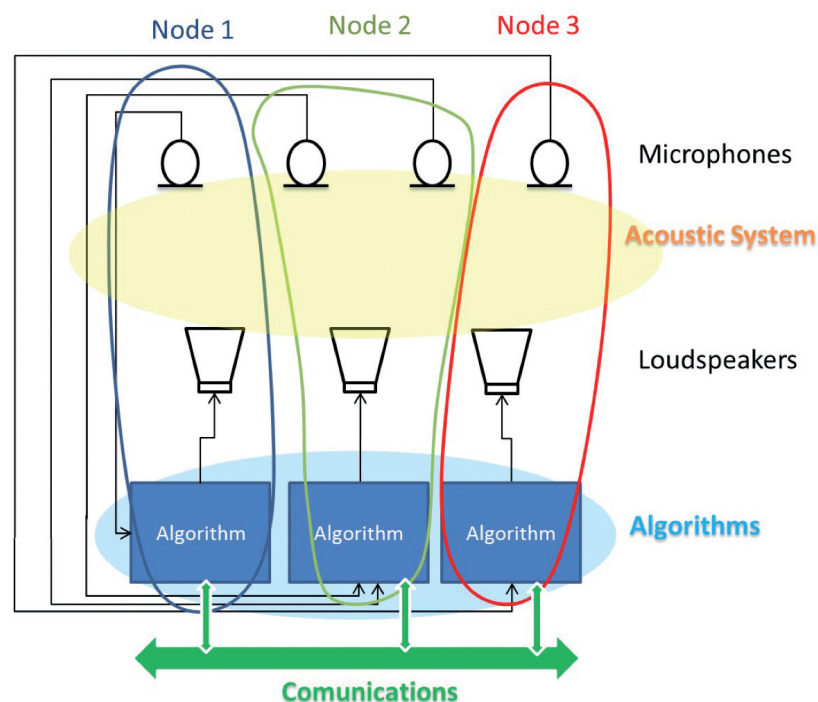 Node 1
Node 2
Node 3
Microphones
Acoustic System
Loudspeakers
Algorithm
Algorithm
Algorithm
Algorithms
Comunications